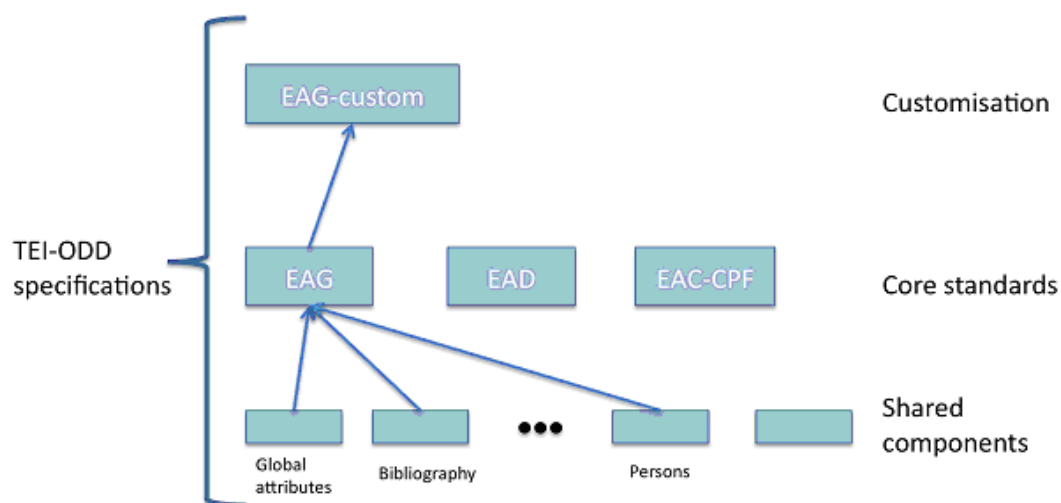 EAG-custom
Customisation
TEI-ODD
specifications
EAG
EAD
EAC-CPF
Core standards
Shared
components
Global
attributes
Bibliography
Persons